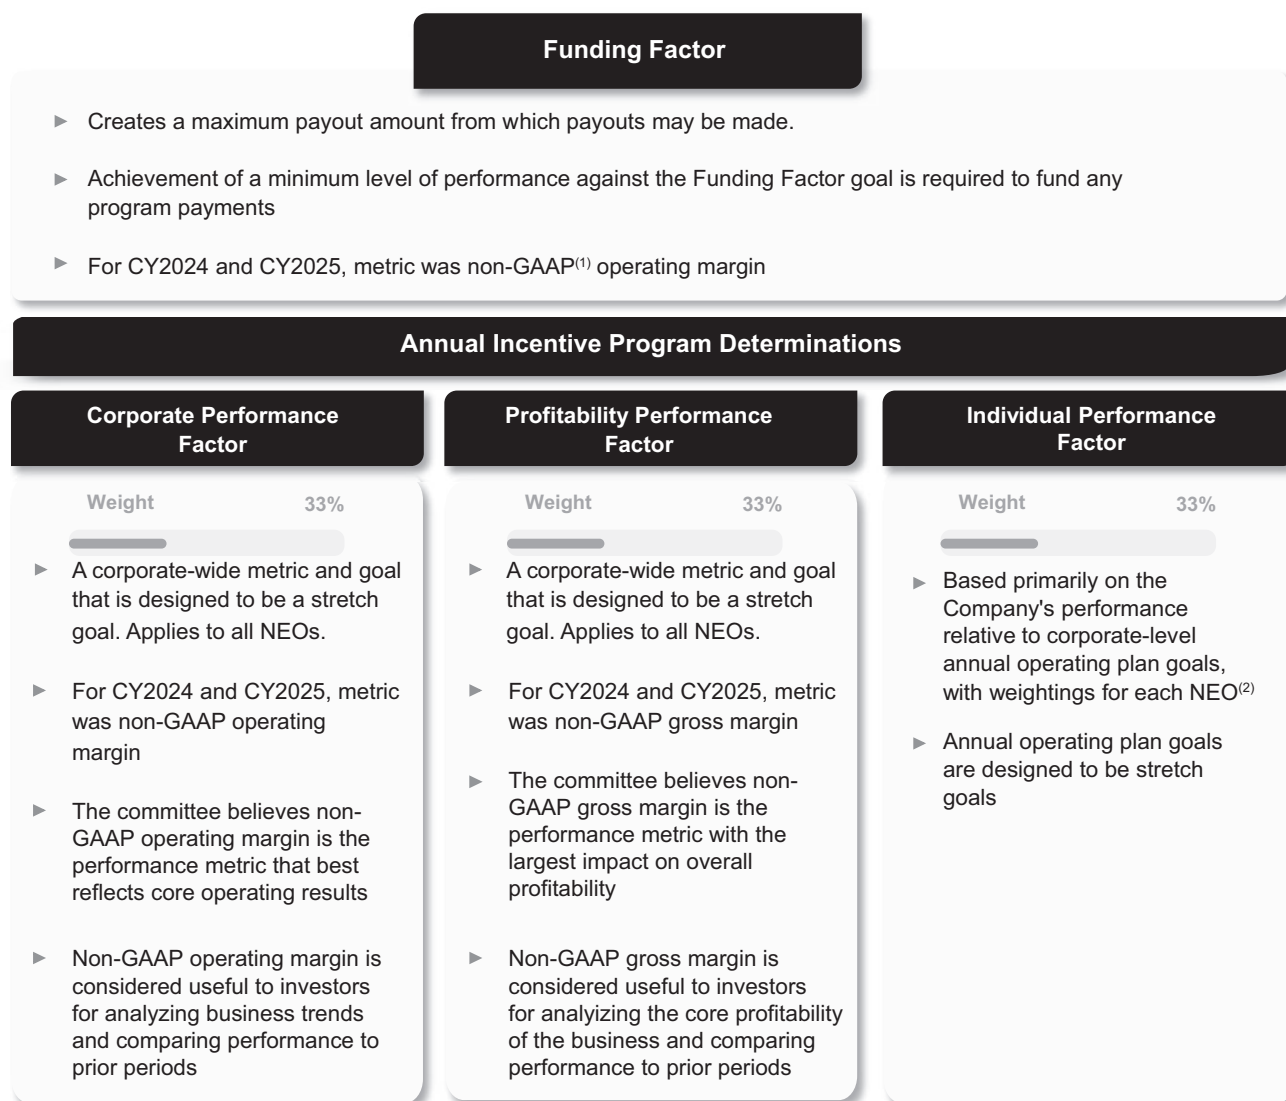 Funding Factor
► Creates a maximum payout amount from which payouts may be made.
► Achievement of a minimum level of performance against the Funding Factor goal is required to fund any
program payments
► For CY2024 and CY2025, metric was non-GAAP(1) operating margin
Annual Incentive Program Determinations
Corporate Performance
Factor
Weight 33%
► A corporate-wide metric and goal
that is designed to be a stretch
goal. Applies to all NEOs.
► For CY2024 and CY2025, metric
was non-GAAP operating
margin
► The committee believes non-
GAAP operating margin is the
performance metric that best
reflects core operating results
► Non-GAAP operating margin is
considered useful to investors
for analyzing business trends
and comparing performance to
prior periods
Profitability Performance
Factor
Weight 33%
► A corporate-wide metric and goal
that is designed to be a stretch
goal. Applies to all NEOs.
► For CY2024 and CY2025, metric
was non-GAAP gross margin
► The committee believes non-
GAAP gross margin is the
performance metric with the
largest impact on overall
profitability
► Non-GAAP gross margin is
considered useful to investors
for analyizing the core profitability
of the business and comparing
performance to prior periods
Individual Performance
Factor
Weight 33%
► Based primarily on the
Company's performance
relative to corporate-level
annual operating plan goals,
with weightings for each NEO(2)
► Annual operating plan goals
are designed to be stretch
goals